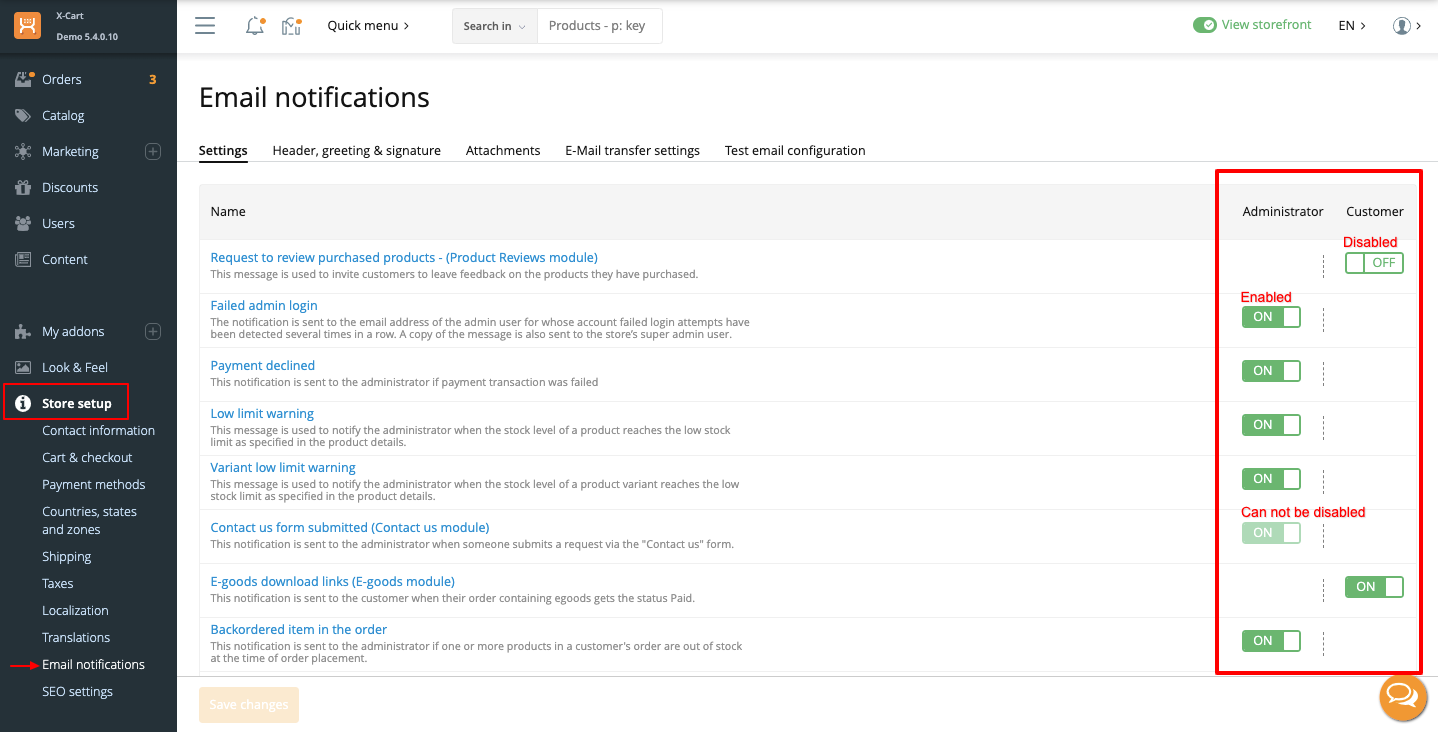 X-Cart
Demo 5.4.0.10
Quick menu
Search in
Products - p: key
View storefront
EN
Orders
3
Catalog
Marketing
Discounts
Users
Content
My addons
Look & Feel
Store setup
Contact information
Cart & checkout
Payment methods
Countries, states
and zones
Shipping
Taxes
Localization
Translations
Email notifications
SEO settings
Email notifications
Settings
Header, greeting & signature
Attachments
E-Mail transfer settings
Test email configuration
Name
Administrator
Customer
Request to review purchased products - (Product Reviews module)
This message is used to invite customers to leave feedback on the products they have purchased.
Disabled
OFF
Failed admin login
The notification is sent to the email address of the admin user for whose account failed login attempts have
been detected several times in a row. A copy of the message is also sent to the store's super admin user.
Enabled
ON
Payment declined
This notification is sent to the administrator if payment transaction was failed
ON
Low limit warning
This message is used to notify the administrator when the stock level of a product reaches the low stock
limit as specified in the product details.
ON
Variant low limit warning
This message is used to notify the administrator when the stock level of a product variant reaches the low
stock limit as specified in the product details.
ON
Contact us form submitted (Contact us module)
This notification is sent to the administrator when someone submits a request via the "Contact us" form.
Can not be disabled
ON
E-goods download links (E-goods module)
This notification is sent to the customer when their order containing egoods gets the status Paid.
ON
Backordered item in the order
This notification is sent to the administrator if one or more products in a customer's order are out of stock
at the time of order placement.
ON
Save changes